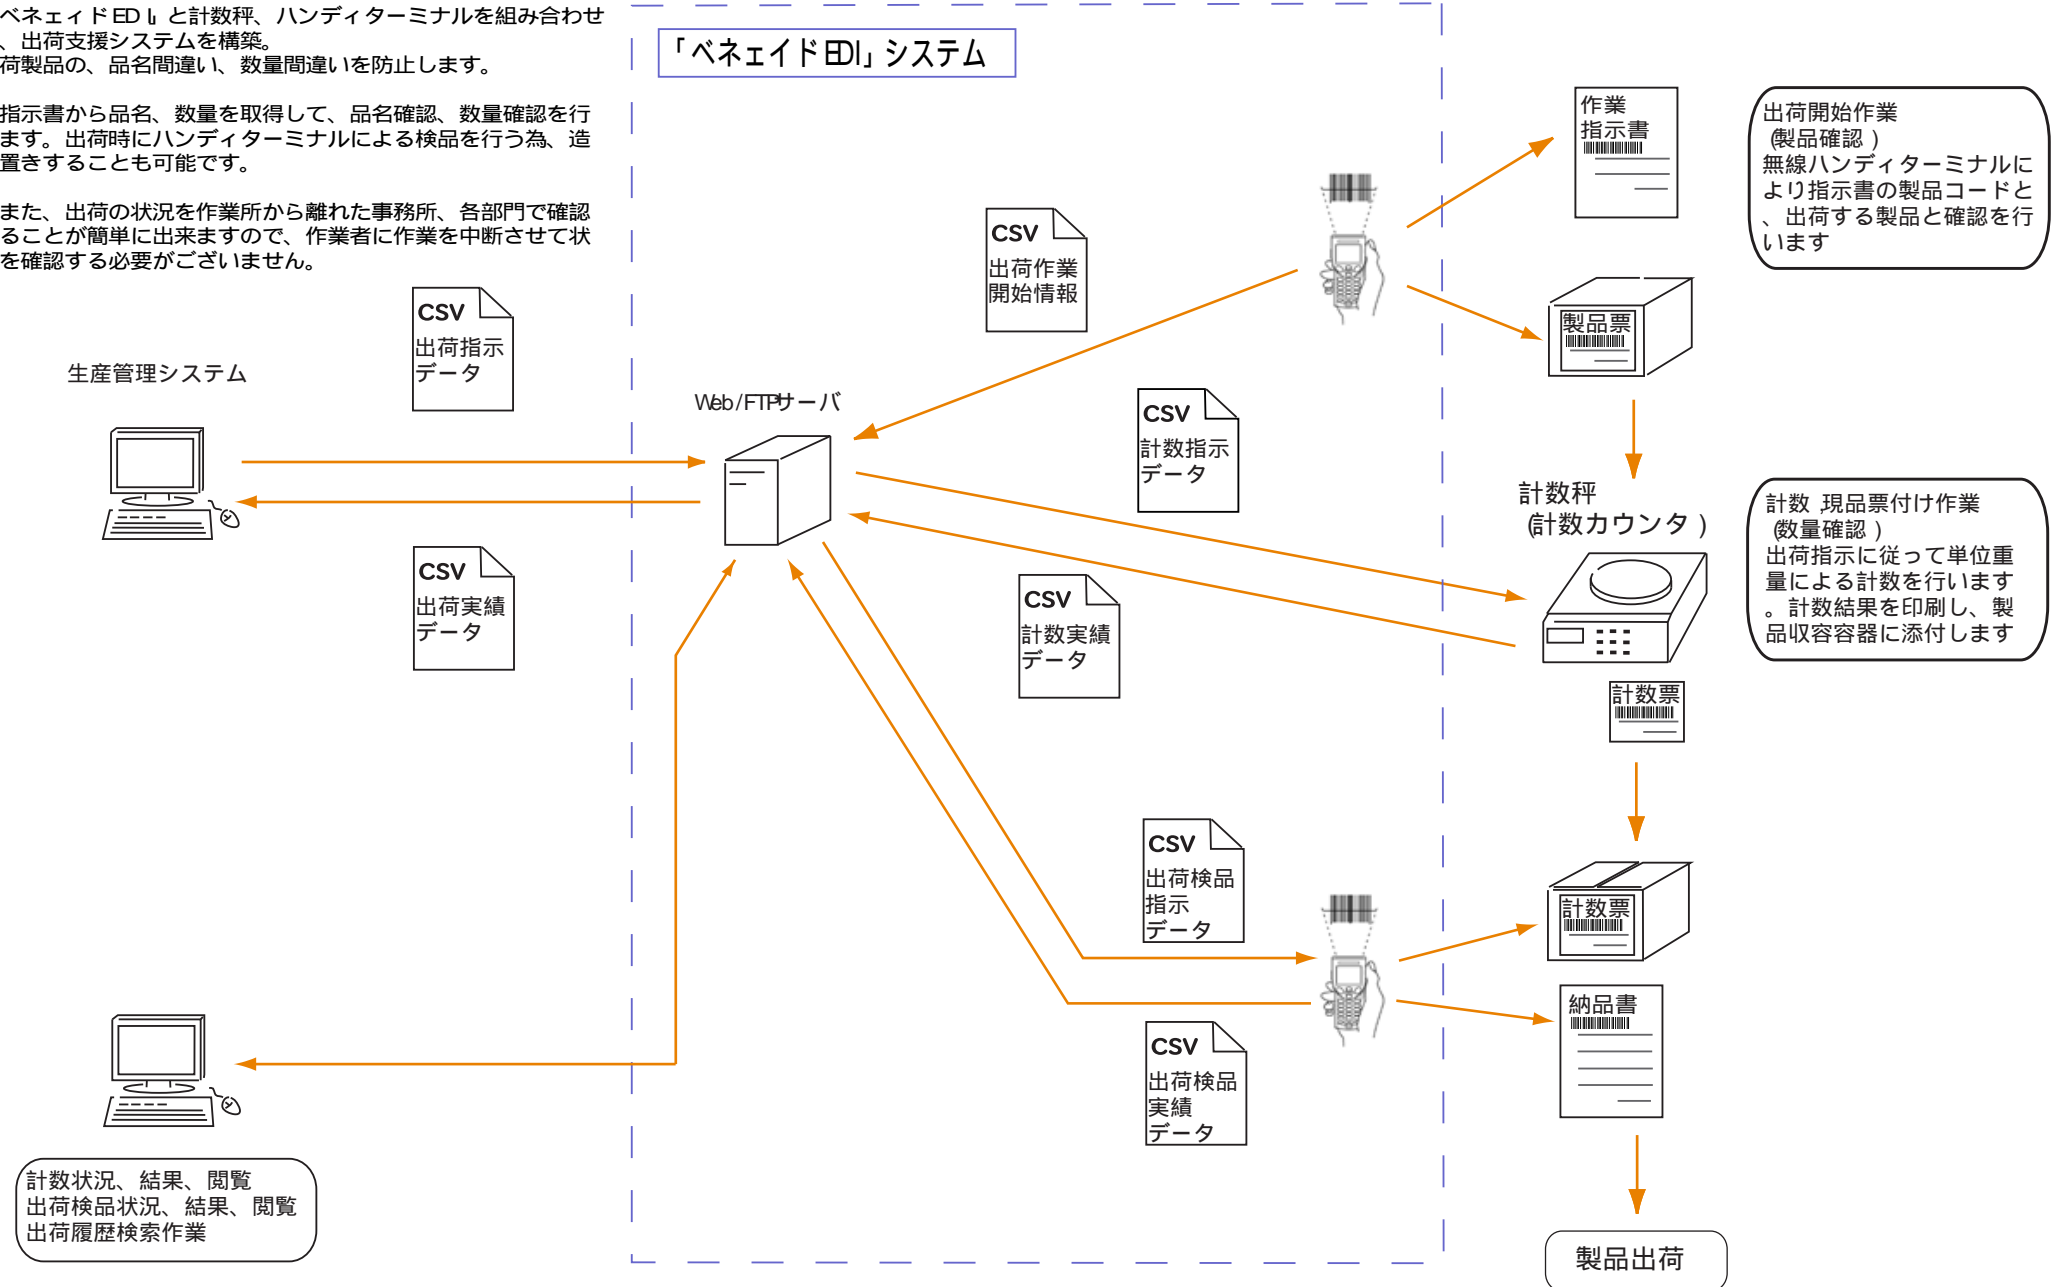 ベネェィドEDI」と計数秤、ハンディターミナルを組み合わせ
、出荷支援システムを構築。
荷製品の、品名間違い、数量間違いを防止します。
指示書から品名、数量を取得して、品名確認、数量確認を行
ます。出荷時にハンディターミナルによる検品を行う為、造
置きすることも可能です。
また、出荷の状況を作業所から離れた事務所、各部門で確認
ることが簡単に出来ますので、作業者に作業を中断させて状
を確認する必要がございません。
「ベネェイドEDI」システム
作業
指示書
出荷開始作業
(製品確認)
無線ハンディターミナルに
より指示書の製品コードと
、出荷する製品と確認を行
います
CSV
出荷作業
開始情報
製品票
CSV
出荷指示
データ
生産管理システム
Web/FTPサーバ
CSV
計数指示
データ
計数秤
(計数カウンタ)
計数 現品票付け作業
(数量確認)
出荷指示に従って単位重
量による計数を行います
。計数結果を印刷し、製
品収容容器に添付します
CSV
出荷実績
データ
CSV
計数実績
データ
計数票
CSV
出荷検品
指示
データ
計数票
納品書
CSV
出荷検品
実績
データ
計数状況、結果、閲覧
出荷検品状況、結果、閲覧
出荷履歴検索作業
製品出荷